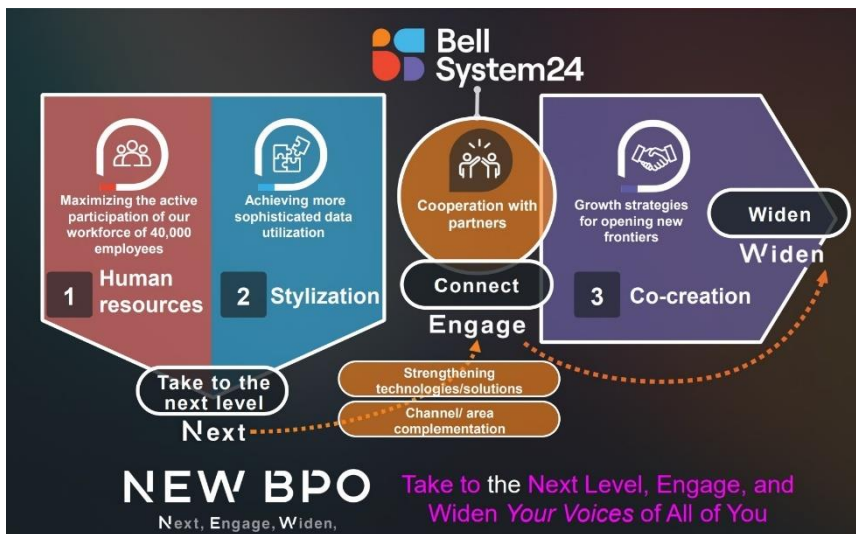 Bell
System24
Maximizing the active
participation of our
workforce of 40,000
employees
1 Human
resources
Achieving more
sophisticated data
utilization
2 Stylization
Take to the
next level
Next
Cooperation with
partners
Connect
Engage
Strengthening
technologies/solutions
Channel/ area
complementation
Growth strategies
for opening new
frontiers
3 Co-creation
Widen
Widen
NEW BPO
Next, Engage, Widen,
Take to the Next Level, Engage, and
Widen Your Voices of All of You